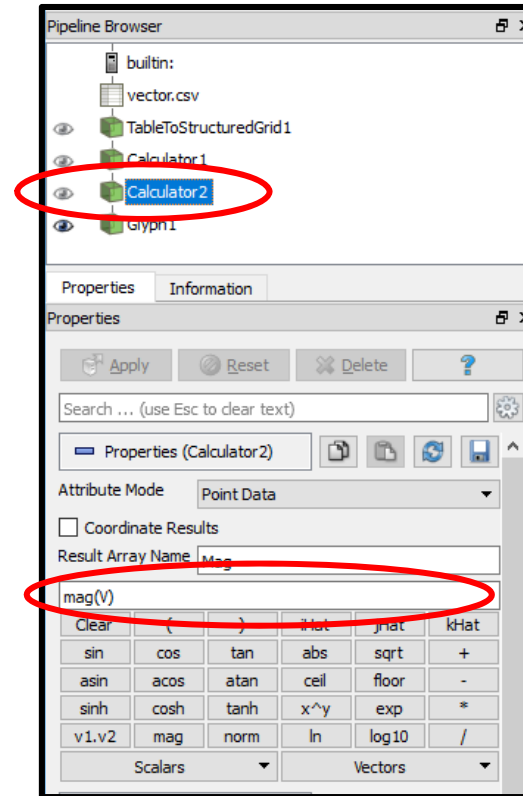 Pipeline Browser
builtin:
vector.csv
TableToStructuredGrid1
Calculator1
Calculator2
Glyph1
Properties Information
Properties
Apply Reset Delete ?
Search ... (use Esc to clear text)
Properties (Calculator2)
Attribute Mode Point Data
Coordinate Results
Result Array Name Mag
mag(V)
Clear ( ) iHat jHat kHat
sin cos tan abs sqrt +
asin acos atan ceil floor -
sinh cosh tanh x^y exp *
v1.v2 mag norm ln log10 /
Scalars Vectors